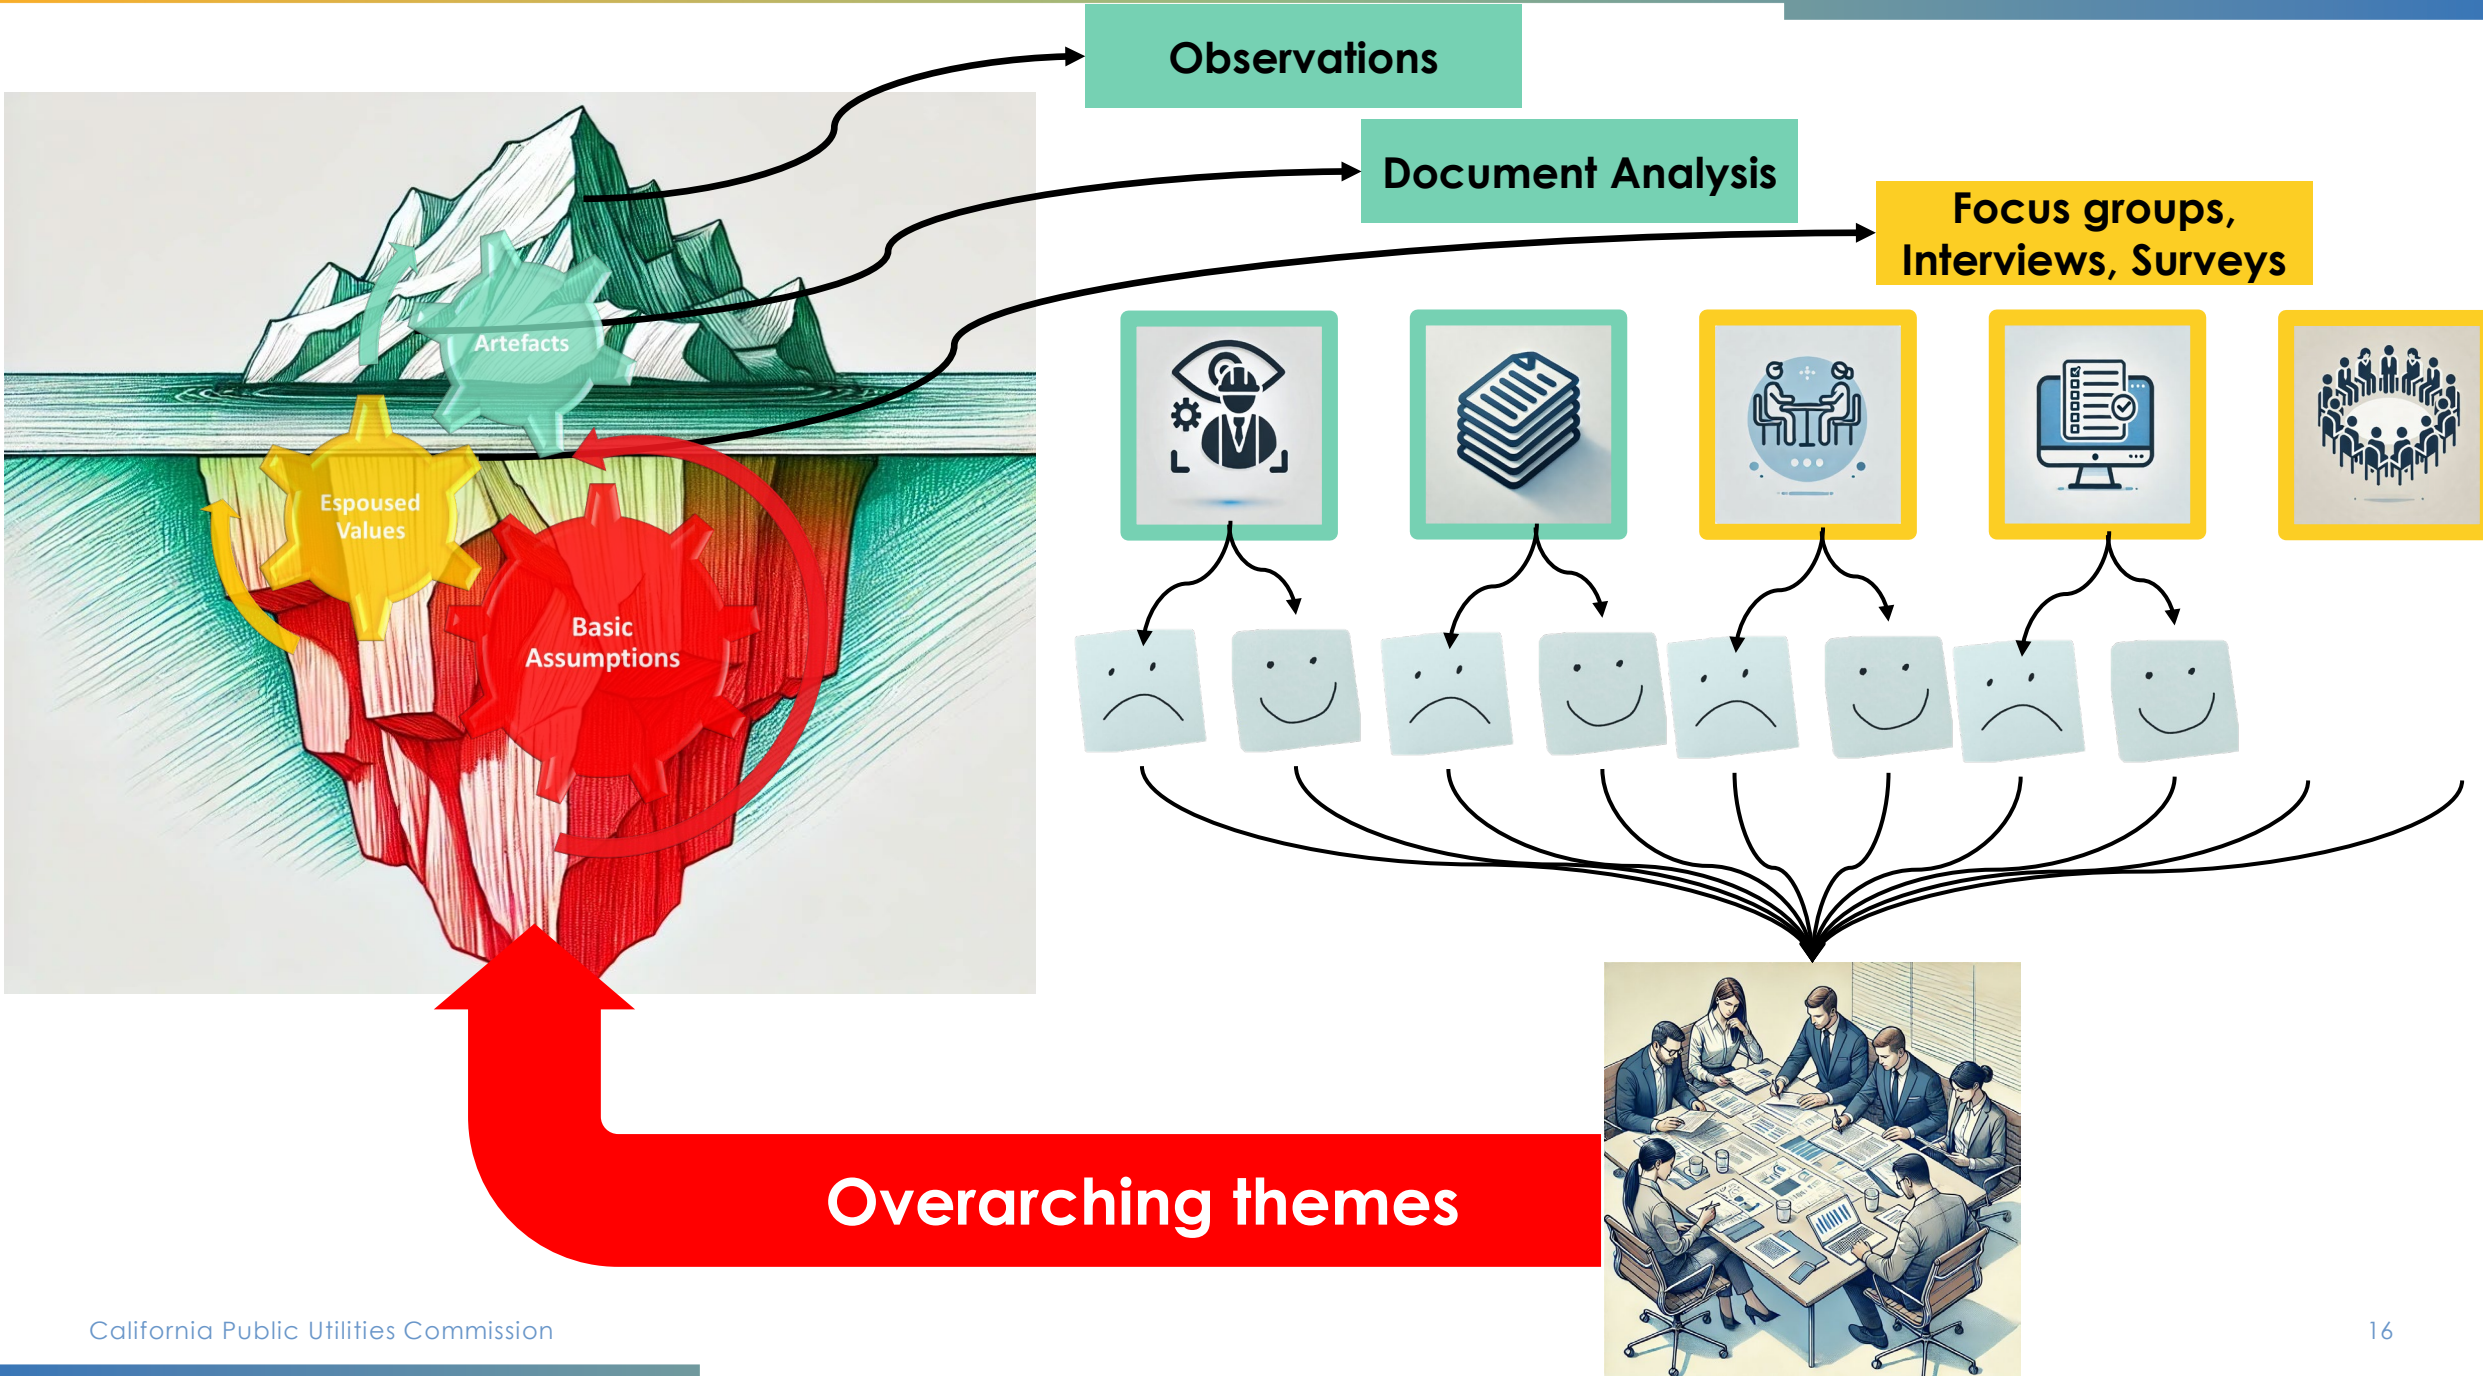 Observations
Document Analysis
Focus groups,
Interviews, Surveys
Artefacts
Espoused
Values
Basic
Assumptions
Overarching themes
California Public Utilities Commission
16